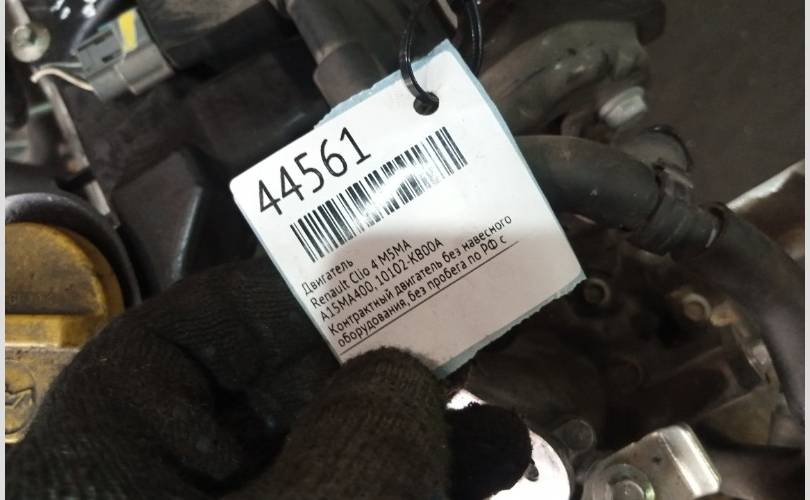 44561
Двигатель
Renault Clio 4 M5MA
A15MA400, 10102-KB00A
Контрактный двигатель без навесного
оборудования, без пробега по РФ с